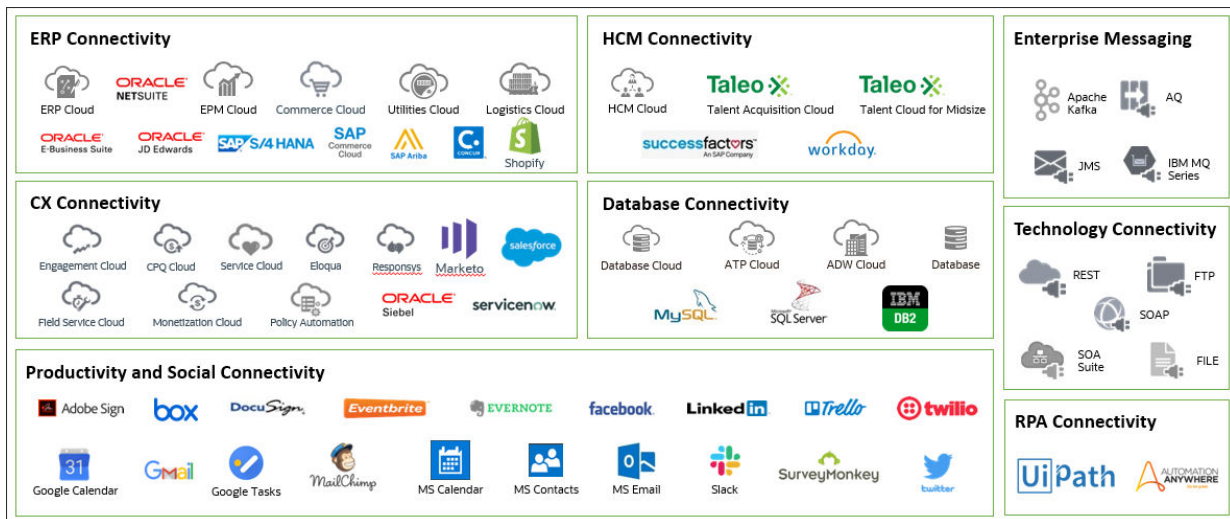 ERP Connectivity
ERP Cloud
ORACLE
NETSUITE
EPM Cloud
Commerce Cloud
Utilities Cloud
Logistics Cloud
ORACLE
E-Business Suite
ORACLE
JD Edwards
SAP S/4 HANA
SAP
Commerce
Cloud
SAP Ariba
C.
CONCUR
Shopify
HCM Connectivity
HCM Cloud
Taleo
Talent Acquisition Cloud
Taleo
Talent Cloud for Midsize
successfactors™
An SAP Company
workday.
Enterprise Messaging
Apache
Kafka
AQ
JMS
IBM MQ
Series
CX Connectivity
Engagement Cloud
CPQ Cloud
Service Cloud
Eloqua
Responsys
Marketo
salesforce
Field Service Cloud
Monetization Cloud
Policy Automation
ORACLE
Siebel
servicenow.
Database Connectivity
Database Cloud
ATP Cloud
ADW Cloud
Database
MySQL
Microsoft
SQL Server
IBM
DB2
Technology Connectivity
REST
FTP
SOAP
SOA
Suite
FILE
Productivity and Social Connectivity
Adobe Sign
box
DocuSign
Eventbrite
EVERNOTE
facebook
Linked in
Trello
twilio
31
Google Calendar
Gmail
Google Tasks
MailChimp
MS Calendar
MS Contacts
MS Email
Slack
SurveyMonkey
twitter
RPA Connectivity
UiPath
AUTOMATION
ANYWHERE